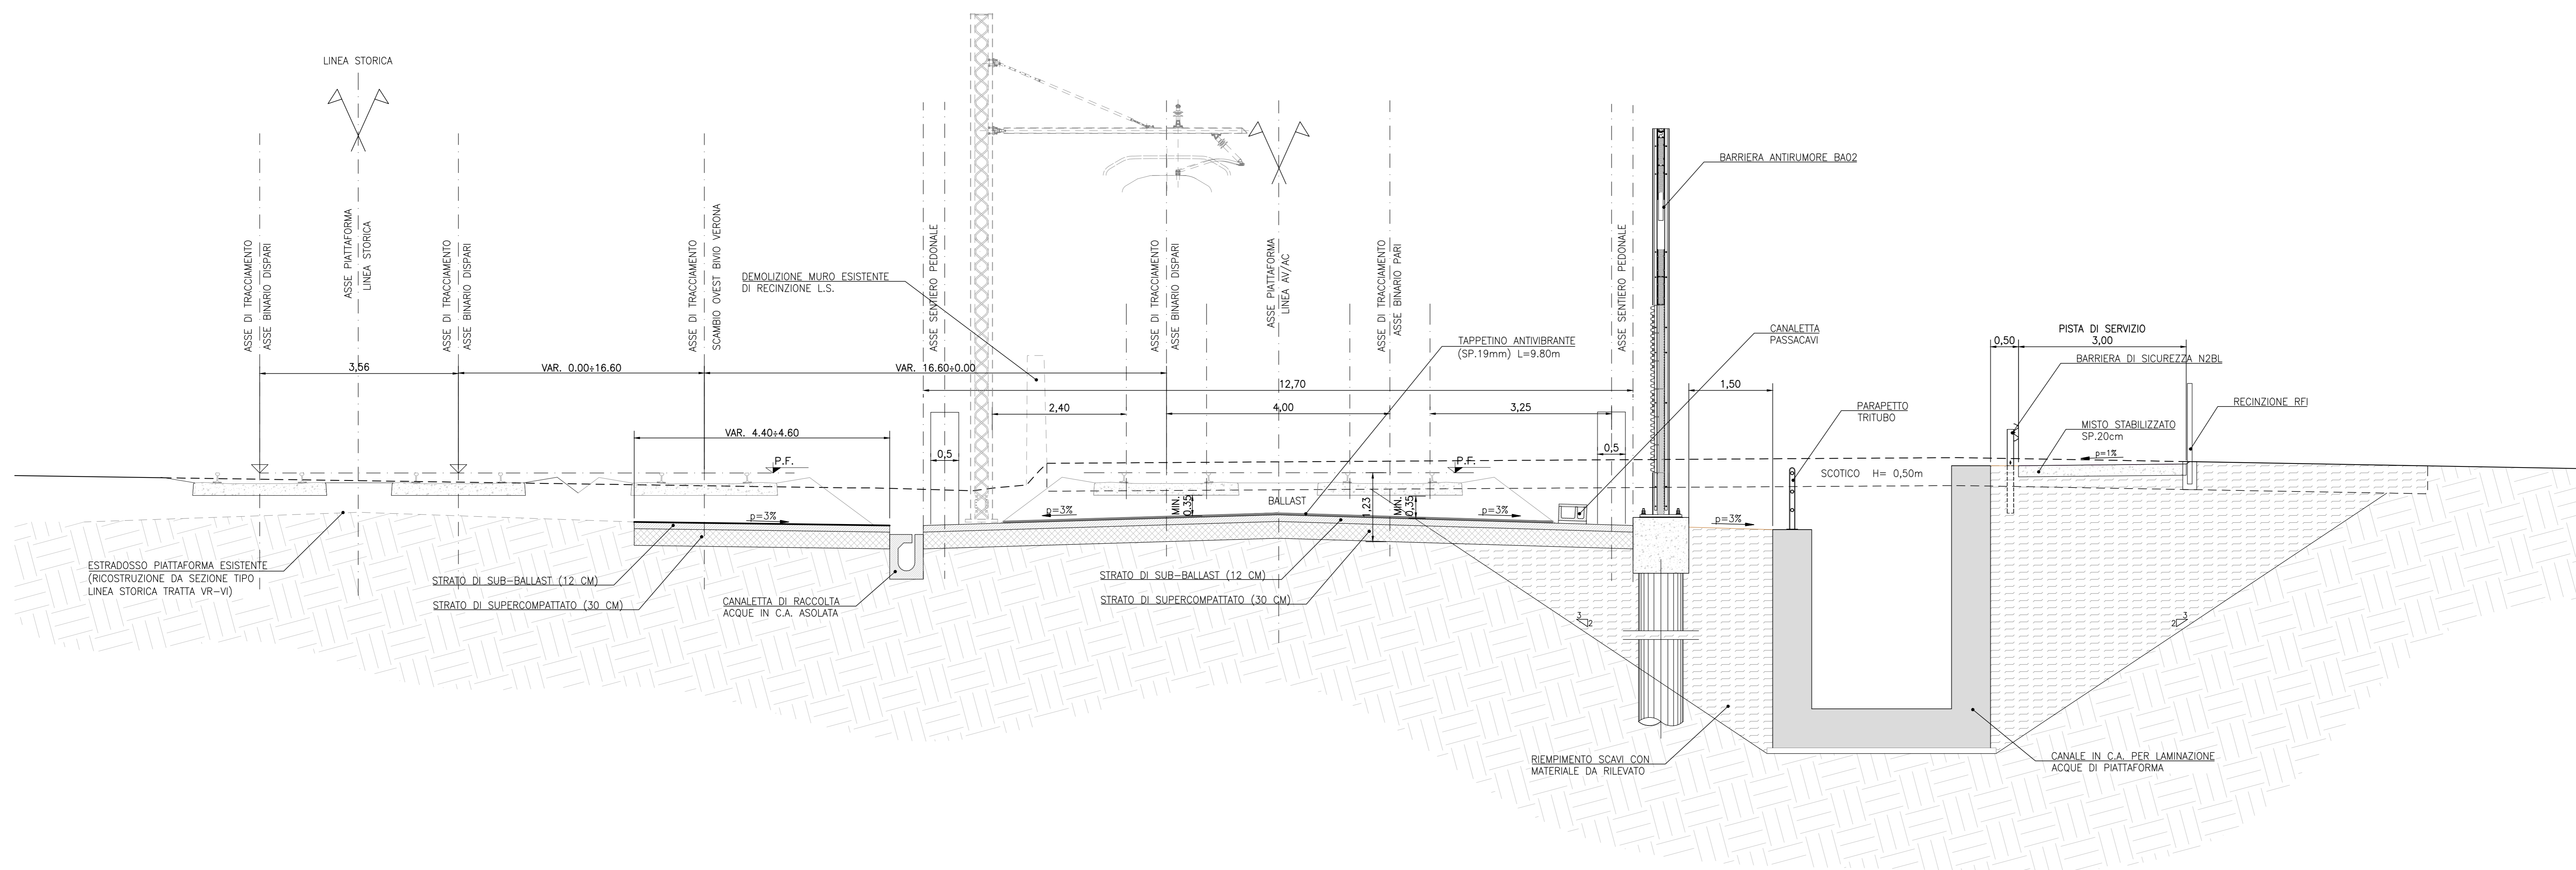 LINEA STORICA
ASSE DI TRACCIAMENTO
ASSE BINARIO DISPARI
ASSE PIATTAFORMA
LINEA STORICA
ASSE DI TRACCIAMENTO
ASSE BINARIO DISPARI
ASSE DI TRACCIAMENTO
SCAMBIO OVEST BIVIO VERONA
ASSE SENTIERO PEDONALE
ASSE DI TRACCIAMENTO
ASSE BINARIO DISPARI
ASSE PIATTAFORMA
LINEA AV/AC
ASSE DI TRACCIAMENTO
ASSE BINARIO PARI
ASSE SENTIERO PEDONALE
BARRIERA ANTIRUMORE BA02
DEMOLIZIONE MURO ESISTENTE
DI RECINZIONE L.S.
TAPPETINO ANTIVIBRANTE
(SP.19mm) L=9.80m
CANALETTA
PASSACAVI
PISTA DI SERVIZIO
0,50
3,00
BARRIERA DI SICUREZZA N2BL
3,56
VAR. 0.00÷16.60
VAR. 16.60÷0.00
12,70
1,50
2,40
4,00
3,25
PARAPETTO
TRITUBO
RECINZIONE RFI
MISTO STABILIZZATO
SP.20cm
VAR. 4.40÷4.60
0,5
0,5
P.F.
P.F.
p=1%
SCOTICO H= 0,50m
BALLAST
MIN.
0,35
1,23
MIN.
0,35
p=3%
p=3%
p=3%
p=3%
ESTRADOSSO PIATTAFORMA ESISTENTE
(RICOSTRUZIONE DA SEZIONE TIPO
LINEA STORICA TRATTA VR-VI)
STRATO DI SUB-BALLAST (12 CM)
STRATO DI SUPERCOMPATTATO (30 CM)
CANALETTA DI RACCOLTA
ACQUE IN C.A. ASOLATA
STRATO DI SUB-BALLAST (12 CM)
STRATO DI SUPERCOMPATTATO (30 CM)
3
2
3
2
RIEMPIMENTO SCAVI CON
MATERIALE DA RILEVATO
CANALE IN C.A. PER LAMINAZIONE
ACQUE DI PIATTAFORMA